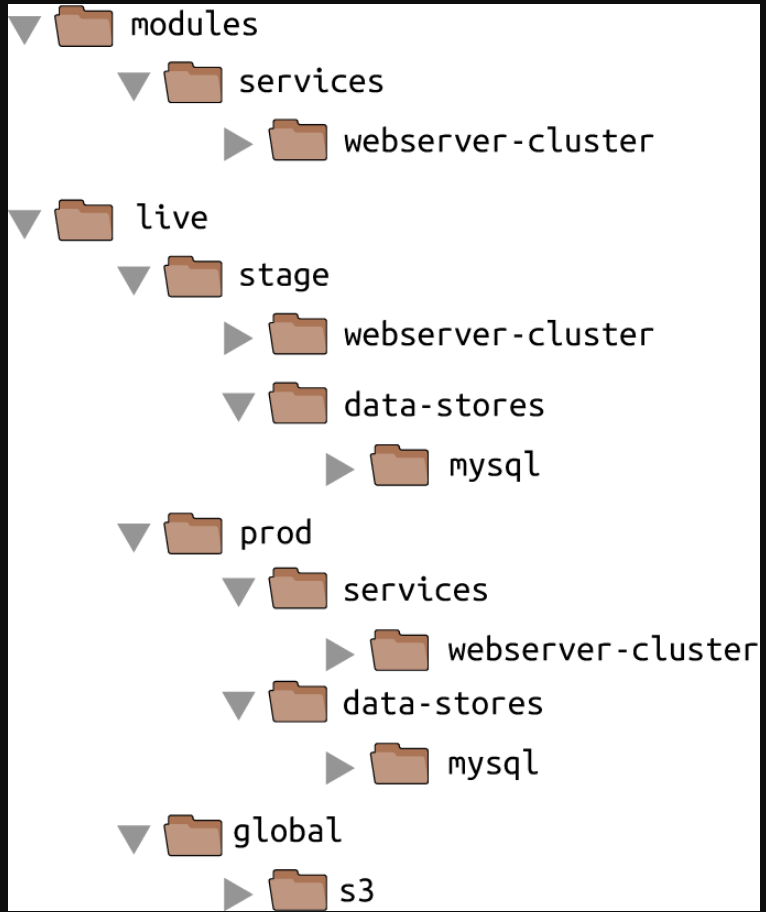 modules
services
webserver-cluster
live
stage
webserver-cluster
data-stores
mysql
prod
services
webserver-cluster
data-stores
mysql
global
s3